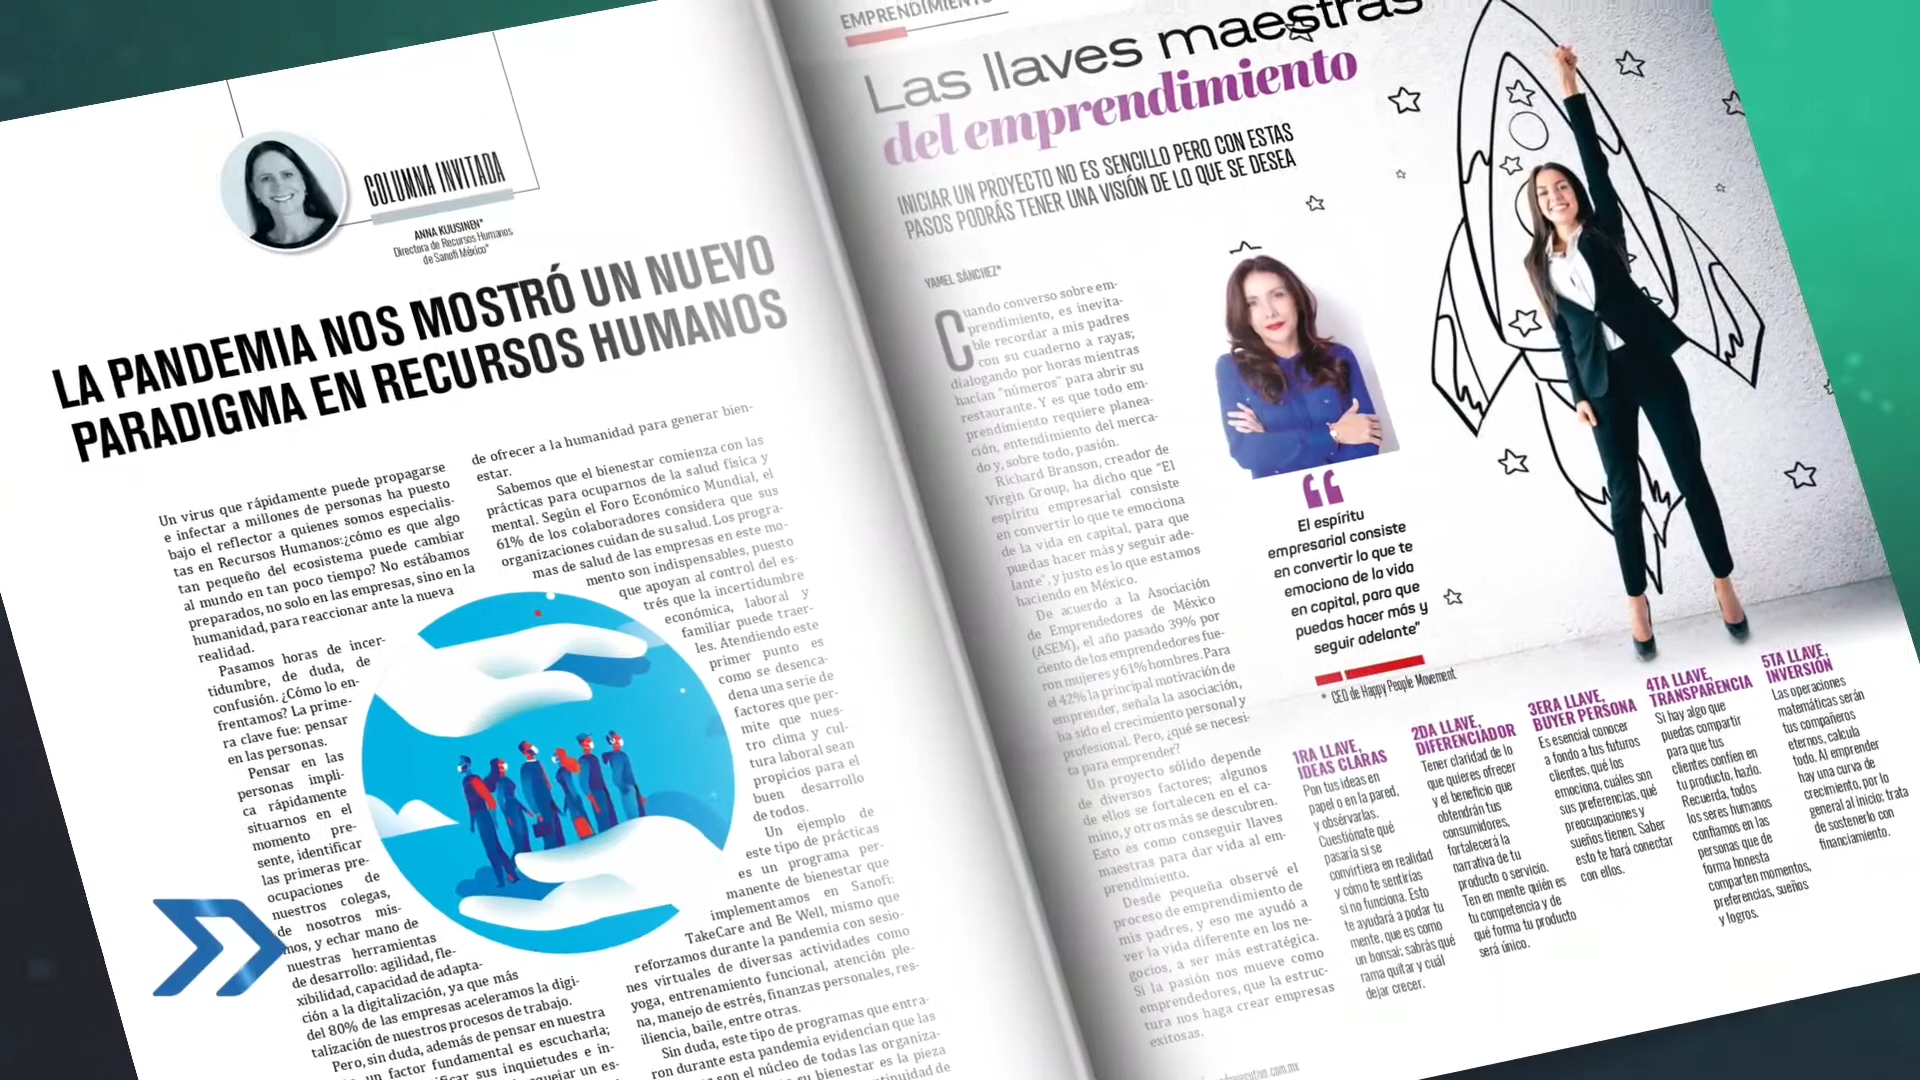 COLUMNA INVITADA
ANNA KUUSINEN*
Directora de Recursos Humanos
de Sanofi México*
LA PANDEMIA NOS MOSTRÓ UN NUEVO
PARADIGMA EN RECURSOS HUMANOS
Un virus que rápidamente puede propagarse
e infectar a millones de personas ha puesto
bajo el reflector a quienes somos especialis-
tas en Recursos Humanos:¿cómo es que algo
tan pequeño del ecosistema puede cambiar
al mundo en tan poco tiempo? No estábamos
preparados, no solo en las empresas, sino en la
humanidad, para reaccionar ante la nueva
realidad.
Pasamos horas de incer-
tidumbre, de duda, de
confusión. ¿Cómo lo en-
frentamos? La prime-
ra clave fue: pensar
en las personas.
Pensar en las
personas impli-
ca rápidamente
situarnos en el
momento pre-
sente, identificar
las primeras pre-
ocupaciones de
nuestros colegas,
de nosotros mis-
mos, y echar mano de
nuestras herramientas
de desarrollo: agilidad, fle-
xibilidad, capacidad de adapta-
ción a la digitalización, ya que más
del 80% de las empresas aceleramos la digi-
talización de nuestros procesos de trabajo.
Pero, sin duda, además de pensar en nuestra
un factor fundamental es escucharla;
sus inquietudes e in-
de ofrecer a la humanidad para generar bien-
estar.
Sabemos que el bienestar comienza con las
prácticas para ocuparnos de la salud física y
mental. Según el Foro Económico Mundial, el
61% de los colaboradores considera que sus
organizaciones cuidan de su salud. Los progra-
mas de salud de las empresas en este mo-
mento son indispensables, puesto
que apoyan al control del es-
trés que la incertidumbre
económica, laboral y
familiar puede traer-
les. Atendiendo este
primer punto es
como se desenca-
dena una serie de
factores que per-
mite que nues-
tro clima y cul-
tura laboral sean
propicios para el
buen desarrollo
de todos.
Un ejemplo de
este tipo de prácticas
es un programa per-
manente de bienestar que
implementamos en Sanofi:
TakeCare and Be Well, mismo que
reforzamos durante la pandemia con sesio-
nes virtuales de diversas actividades como
yoga, entrenamiento funcional, atención ple-
na, manejo de estrés, finanzas personales, res-
iliencia, baile, entre otras.
Sin duda, este tipo de programas que entra-
ron durante esta pandemia evidencian que las
son el núcleo de todas las organiza-
su bienestar es la pieza
EMPRENDIMIENTO
Las llaves maestras
del emprendimiento
INICIAR UN PROYECTO NO ES SENCILLO PERO CON ESTAS
PASOS PODRÁS TENER UNA VISIÓN DE LO QUE SE DESEA
YAMEL SÁNCHEZ*
Cuando converso sobre em-
prendimiento, es inevita-
ble recordar a mis padres
con su cuaderno a rayas;
dialogando por horas mientras
hacían "números" para abrir su
restaurante. Y es que todo em-
prendimiento requiere planea-
ción, entendimiento del merca-
do y, sobre todo, pasión.
Richard Branson, creador de
Virgin Group, ha dicho que "El
espíritu empresarial consiste
en convertir lo que te emociona
de la vida en capital, para que
puedas hacer más y seguir ade-
lante", y justo es lo que estamos
haciendo en México.
De acuerdo a la Asociación
de Emprendedores de México
(ASEM), el año pasado 39% por
ciento de los emprendedores fue-
ron mujeres y 61% hombres. Para
el 42% la principal motivación de
emprender, señala la asociación,
ha sido el crecimiento personal y
profesional. Pero, ¿qué se necesi-
ta para emprender?
Un proyecto sólido depende
de diversos factores; algunos
de ellos se fortalecen en el ca-
mino, y otros más se descubren.
Esto es como conseguir llaves
maestras para dar vida al em-
prendimiento.
Desde pequeña observé el
proceso de emprendimiento de
mis padres, y eso me ayudó a
ver la vida diferente en los ne-
gocios, a ser más estratégica.
Si la pasión nos mueve como
emprendedores, que la estruc-
tura nos haga crear empresas
exitosas.
“
El espíritu
empresarial consiste
en convertir lo que te
emociona de la vida
en capital, para que
puedas hacer más y
seguir adelante"
* CEO de Happy People Movement
1RA LLAVE,
IDEAS CLARAS
Pon tus ideas en
papel o en la pared,
y obsérvarlas.
Cuestiónate qué
pasaría si se
convirtiera en realidad
y cómo te sentirías
si no funciona. Esto
te ayudará a podar tu
mente, que es como
un bonsai; sabrás qué
rama quitar y cuál
dejar crecer.
2DA LLAVE,
DIFERENCIADOR
Tener claridad de lo
que quieres ofrecer
y el beneficio que
obtendrán tus
consumidores,
fortalecerá la
narrativa de tu
producto o servicio.
Ten en mente quién es
tu competencia y de
qué forma tu producto
será único.
3ERA LLAVE,
BUYER PERSONA
Es esencial conocer
a fondo a tus futuros
clientes, qué los
emociona, cuáles son
sus preferencias, qué
preocupaciones y
sueños tienen. Saber
esto te hará conectar
con ellos.
4TA LLAVE,
TRANSPARENCIA
Si hay algo que
puedas compartir
para que tus
clientes confíen en
tu producto, hazlo.
Recuerda, todos
los seres humanos
confiamos en las
personas que de
forma honesta
comparten momentos,
preferencias, sueños
y logros.
5TA LLAVE,
INVERSIÓN
Las operaciones
matemáticas serán
tus compañeros
eternos, calcula
todo. Al emprender
hay una curva de
crecimiento, por lo
general al inicio; trata
de sostenerlo con
financiamiento.